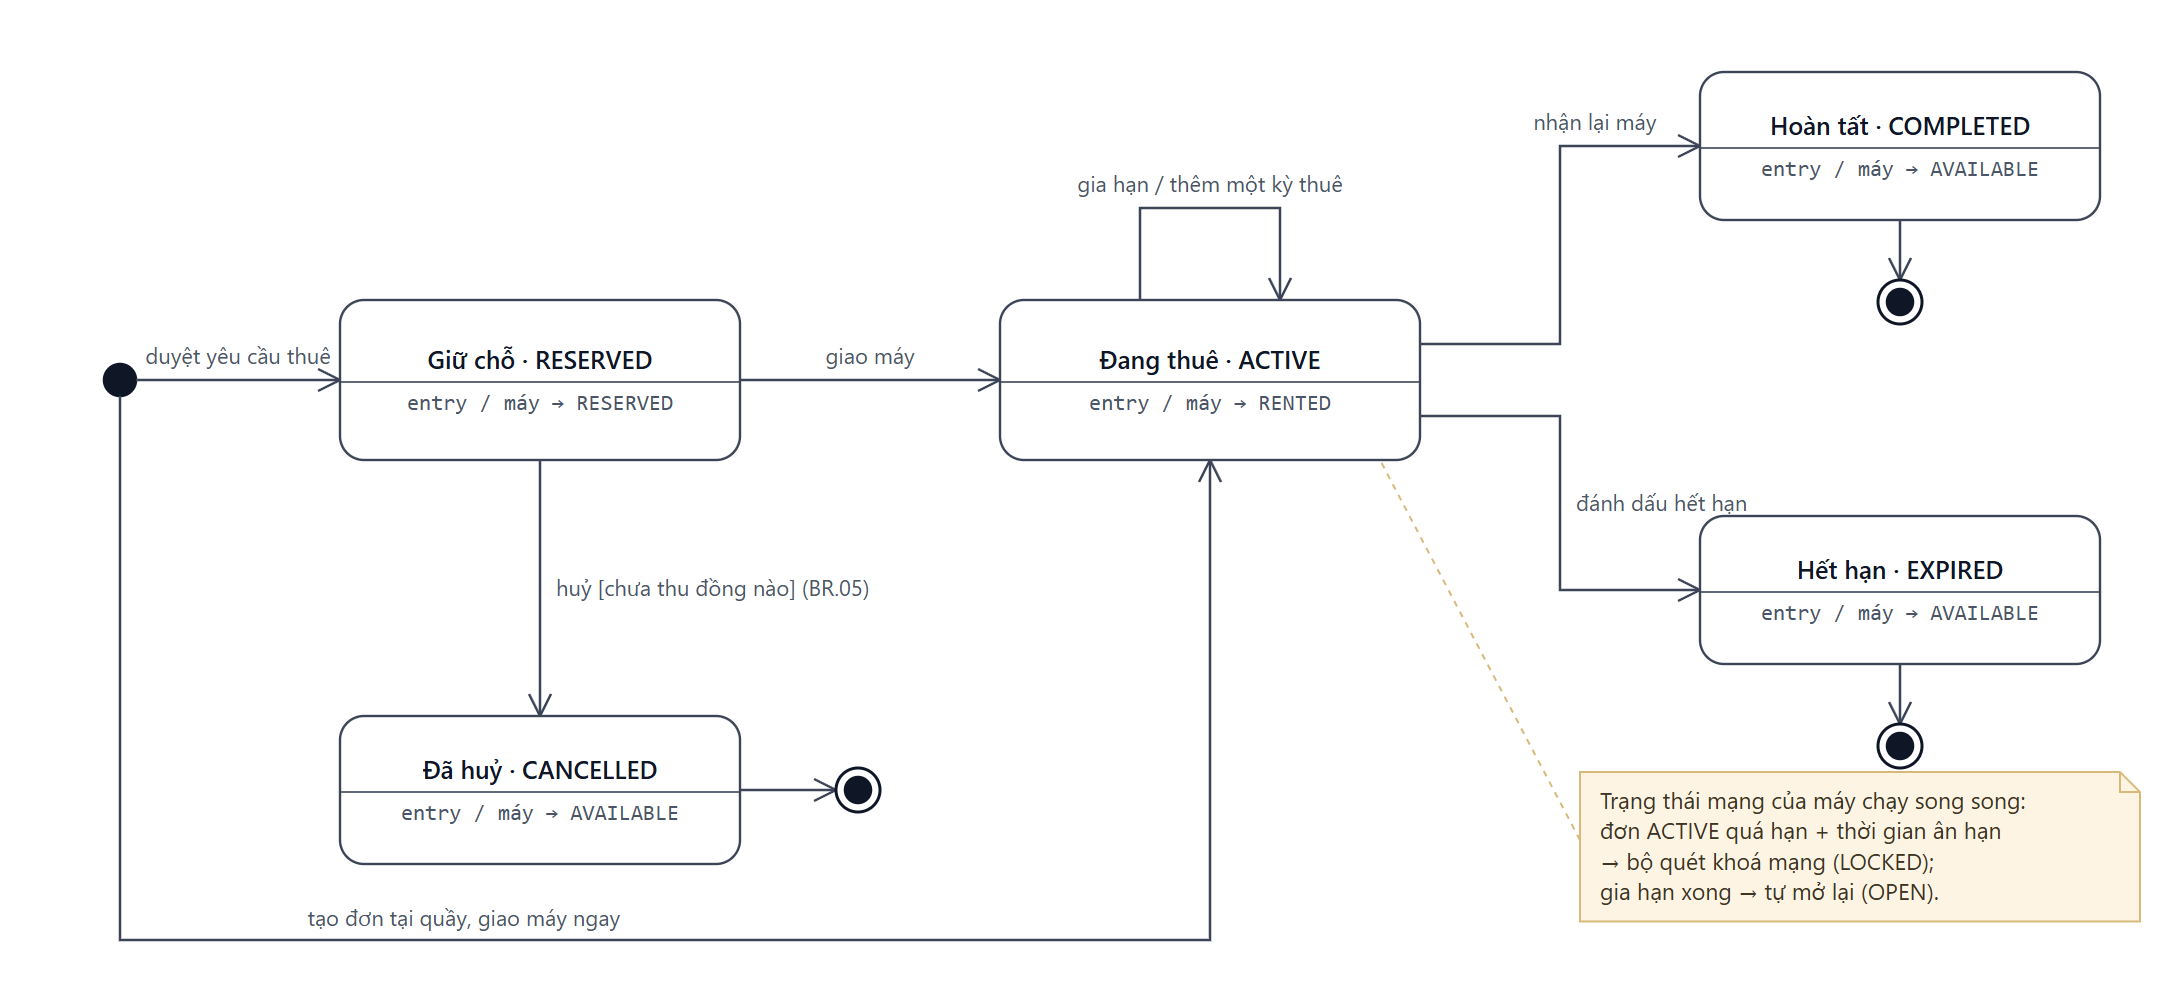 nhận lại máy
Hoàn tất · COMPLETED
entry / máy → AVAILABLE
gia hạn / thêm một kỳ thuê
duyệt yêu cầu thuê
Giữ chỗ · RESERVED
entry / máy → RESERVED
giao máy
Đang thuê · ACTIVE
entry / máy → RENTED
đánh dấu hết hạn
Hết hạn · EXPIRED
entry / máy → AVAILABLE
huỷ [chưa thu đồng nào] (BR.05)
Đã huỷ · CANCELLED
entry / máy → AVAILABLE
Trạng thái mạng của máy chạy song song:
đơn ACTIVE quá hạn + thời gian ân hạn
→ bộ quét khoá mạng (LOCKED);
gia hạn xong → tự mở lại (OPEN).
tạo đơn tại quầy, giao máy ngay